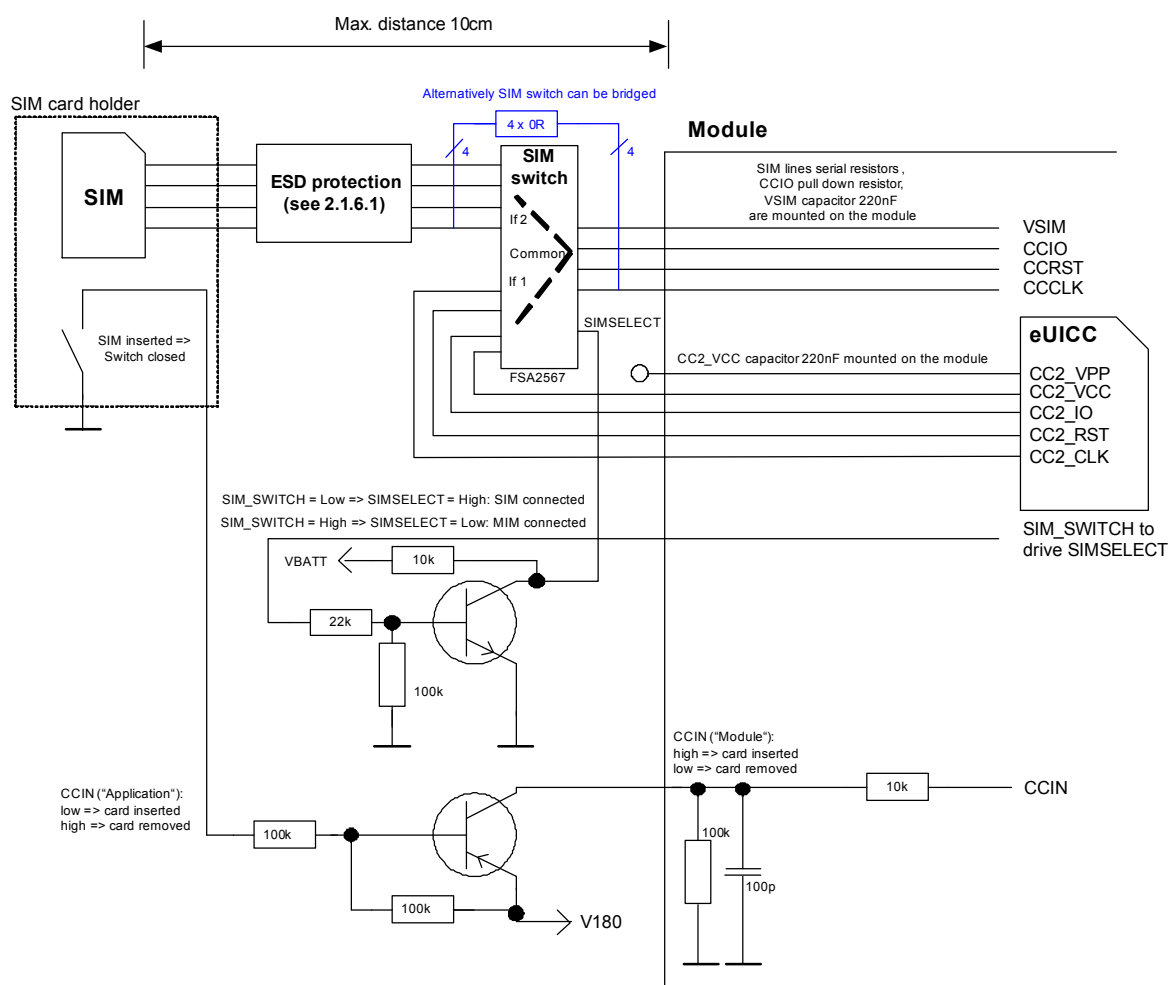 Max. distance 10cm
SIM card holder
Alternatively SIM switch can be bridged
4 x 0R
4
4
Module
SIM
ESD protection
(see 2.1.6.1)
SIM
switch
If 2
Common
If 1
SIM lines serial resistors ,
CCIO pull down resistor,
VSIM capacitor 220nF
are mounted on the module
VSIM
CCIO
CCRST
CCCLK
SIM inserted =>
Switch closed
SIMSELECT
FSA2567
CC2_VCC capacitor 220nF mounted on the module
eUICC
CC2_VPP
CC2_VCC
CC2_IO
CC2_RST
CC2_CLK
SIM_SWITCH = Low => SIMSELECT = High: SIM connected
SIM_SWITCH = High => SIMSELECT = Low: MIM connected
SIM_SWITCH to
drive SIMSELECT
VBATT
10k
22k
100k
CCIN (“Module“):
high => card inserted
low => card removed
CCIN (“Application“):
low => card inserted
high => card removed
10k
CCIN
100k
100k
100p
100k
V180